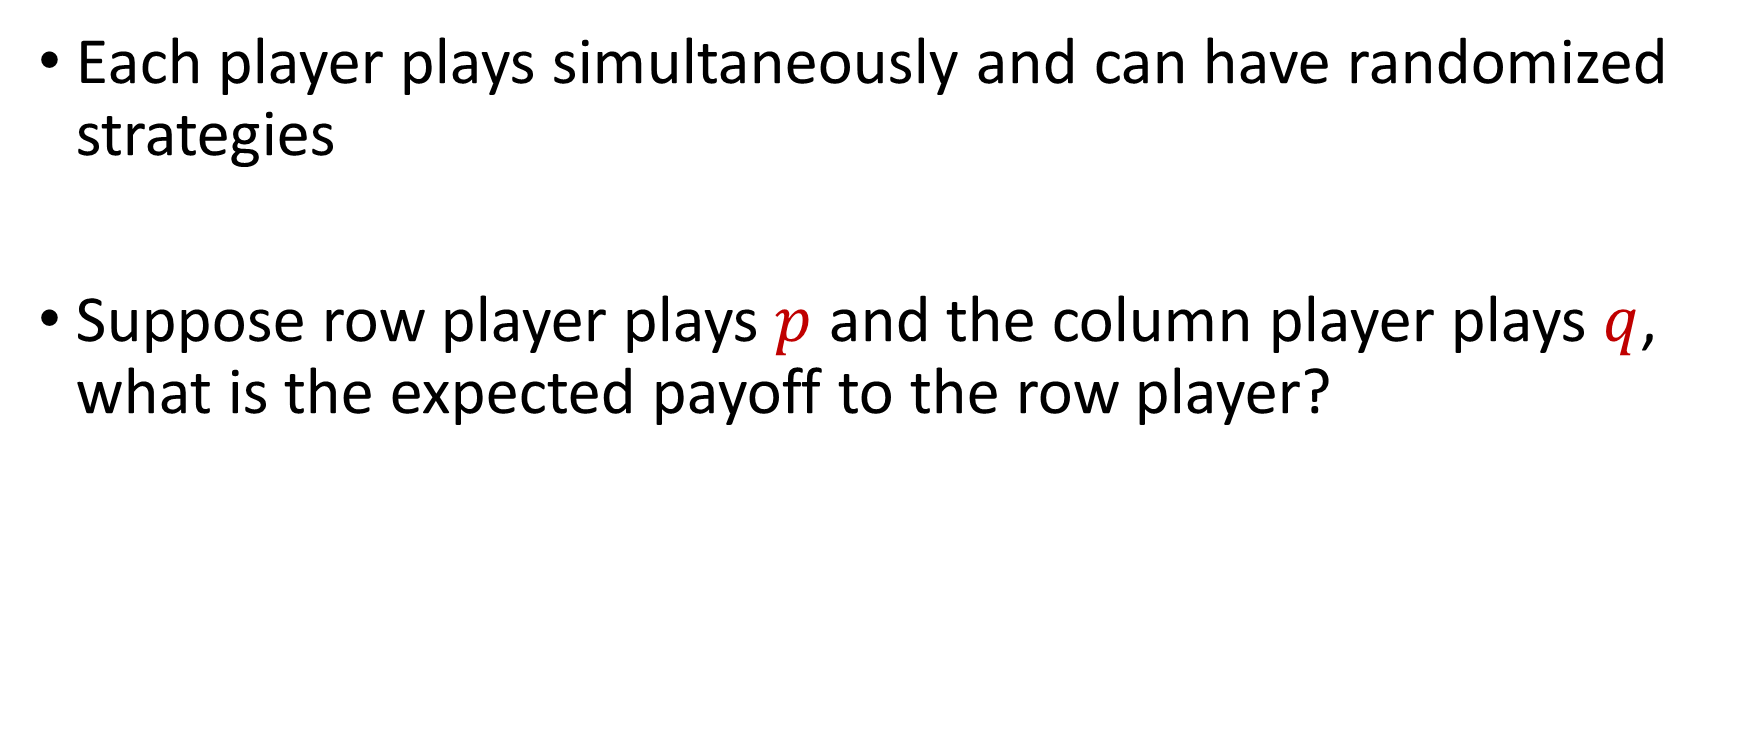 • Each player plays simultaneously and can have randomized
strategies
• Suppose row player plays p and the column player plays q,
what is the expected payoff to the row player?